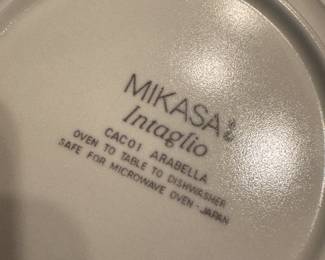 MIKASA
Intaglio
CAC01 ARABELLA
OVEN TO TABLE TO DISHWASHER
SAFE FOR MICROWAVE OVEN · JAPAN